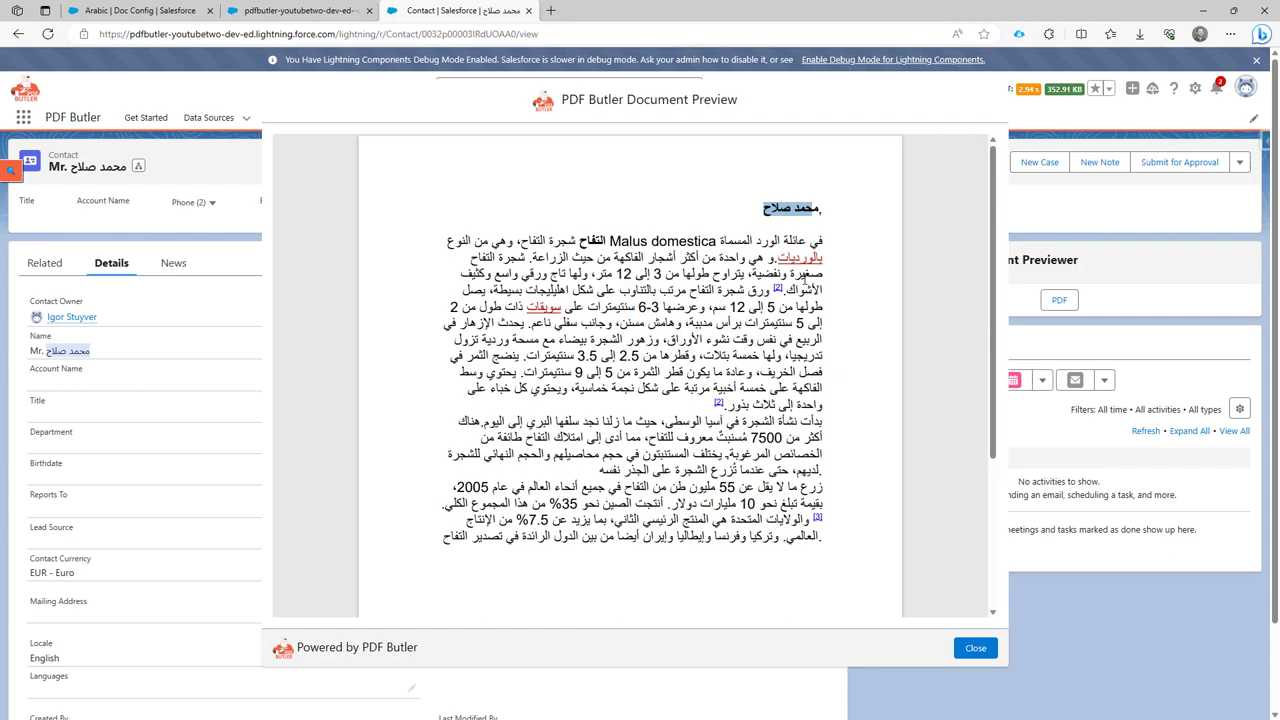 Arabic | Doc Config | Salesforce
pdfbutler-youtubetwo-dev-ed-
Contact | Salesforce | محمد صلاح
https://pdfbutler-youtubetwo-dev-ed.lightning.force.com/lightning/r/Contact/0032p00003IRdUOAA0/view
You Have Lightning Components Debug Mode Enabled. Salesforce is slower in debug mode. Ask your admin how to disable it, or see Enable Debug Mode for Lightning Components.
2.94 s 352.91 KB
2
PDF Butler
Get Started
Data Sources
Contact
Mr. محمد صلاح
Title
Account Name
Phone (2)
New Case
New Note
Submit for Approval
Related
Details
News
Contact Owner
Igor Stuyver
Name
Mr. محمد صلاح
Account Name
Title
Department
Birthdate
Reports To
Lead Source
Contact Currency
EUR - Euro
Mailing Address
Locale
English
Languages
Created By
Last Modified By
PDF Butler Document Preview
محمد صلاح,
في عائلة الورد المسماة Malus domestica التفاح شجرة التفاح، وهي من النوع
بالورديات.و هي واحدة من أكثر أشجار الفاكهة من حيث الزراعة. شجرة التفاح
صغيرة ونفضية، يتراوح طولها من 3 إلى 12 متر، ولها تاج ورقي واسع وكثيف
الأشواك.[2] ورق شجرة التفاح مرتب بالتناوب على شكل اهليليجات بسيطة، يصل
طولها من 5 إلى 12 سم، وعرضها 3-6 سنتيمترات على سويقات ذات طول من 2
إلى 5 سنتيمترات برأس مدببة، وهامش مسنن، وجانب سفلي ناعم. يحدث الإزهار في
الربيع في نفس وقت نشوء الأوراق، وزهور الشجرة بيضاء مع مسحة وردية تزول
تدريجيا، ولها خمسة بتلات، وقطرها من 2.5 إلى 3.5 سنتيمترات. ينضج الثمر في
فصل الخريف، وعادة ما يكون قطر الثمرة من 5 إلى 9 سنتيمترات. يحتوي وسط
الفاكهة على خمسة أخبية مرتبة على شكل نجمة خماسية، ويحتوي كل خباء على
واحدة إلى ثلاث بذور.[2]
بدأت نشأة الشجرة في آسيا الوسطى، حيث ما زلنا نجد سلفها البري إلى اليوم.هناك
أكثر من 7500 مُسنبتٌ معروف للتفاح، مما أدى إلى امتلاك التفاح طائفة من
الخصائص المرغوبة. يختلف المستنبتون في حجم محاصيلهم والحجم النهائي للشجرة
.لديهم، حتى عندما تُزرع الشجرة على الجذر نفسه
زرع ما لا يقل عن 55 مليون طن من التفاح في جميع أنحاء العالم في عام 2005،
بقيمة تبلغ نحو 10 مليارات دولار. أنتجت الصين نحو 35% من هذا المجموع الكلي.
[3] والولايات المتحدة هي المنتج الرئيسي الثاني، بما يزيد عن 7.5% من الإنتاج
.العالمي. وتركيا وفرنسا وإيطاليا وإيران أيضا من بين الدول الرائدة في تصدير التفاح
Powered by PDF Butler
Close
nt Previewer
PDF
Filters: All time • All activities • All types
Refresh • Expand All • View All
No activities to show.
nding an email, scheduling a task, and more.
neetings and tasks marked as done show up here.